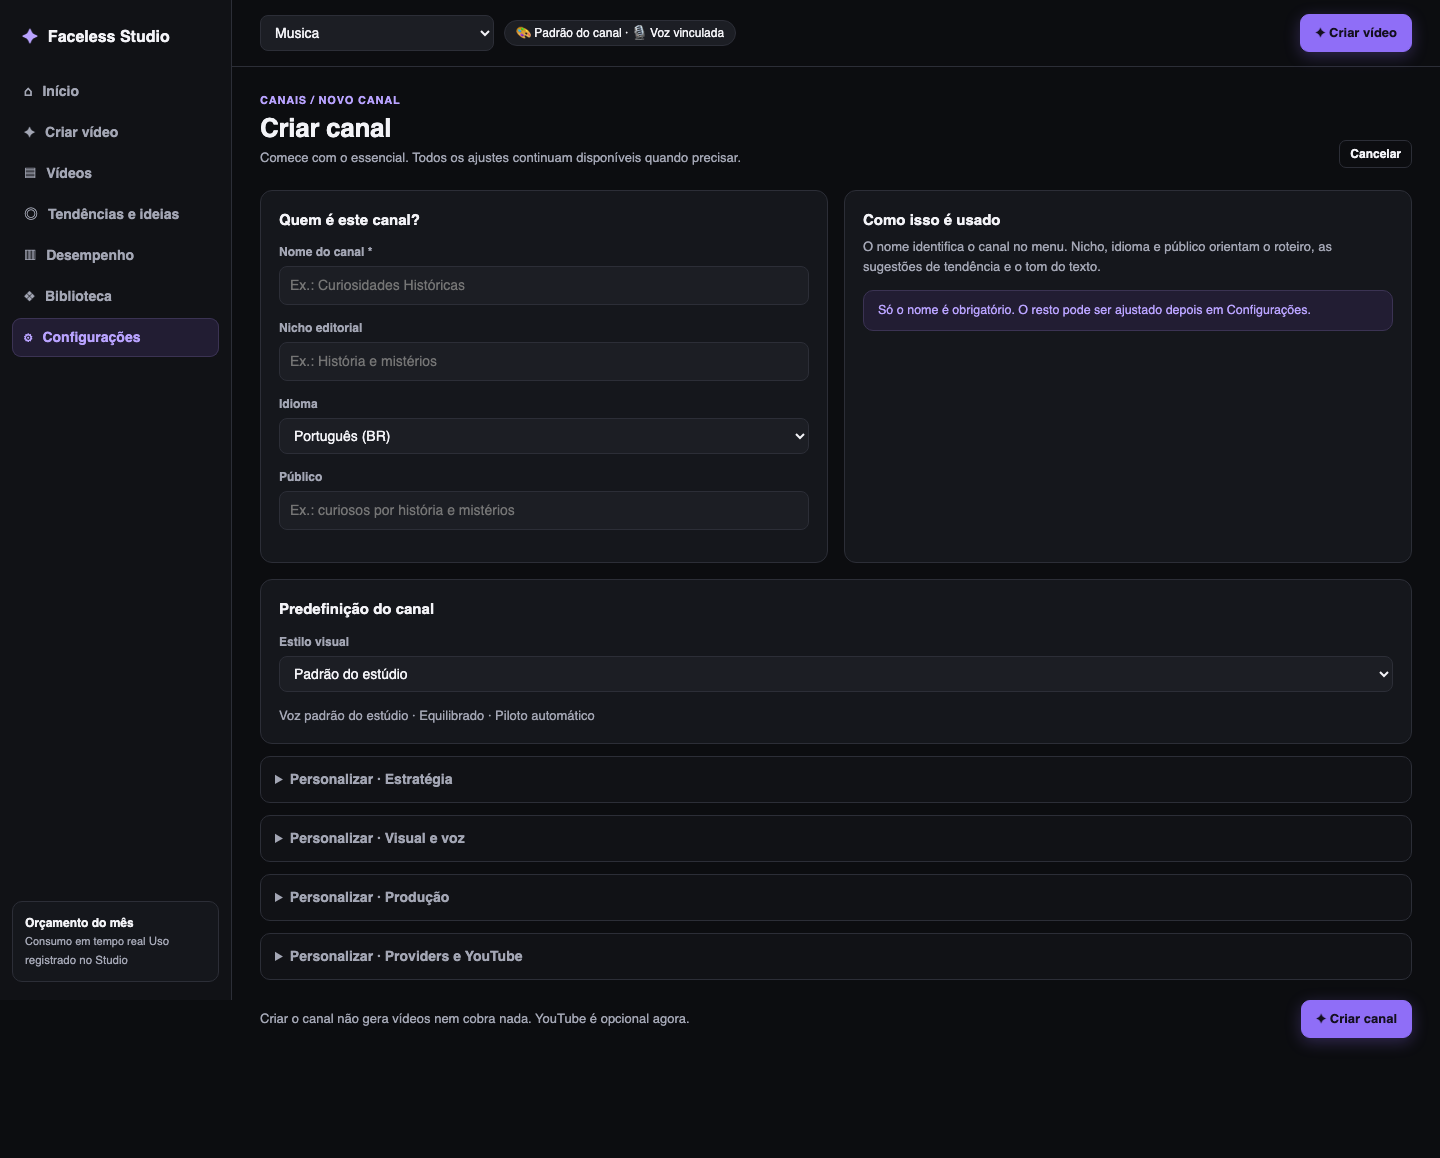 Faceless Studio
Início
Criar vídeo
Vídeos
Tendências e ideias
Desempenho
Biblioteca
Configurações
Orçamento do mês
Consumo em tempo real Uso
registrado no Studio
Musica
🎨 Padrão do canal · 🎙️ Voz vinculada
✦ Criar vídeo
CANAIS / NOVO CANAL
Criar canal
Comece com o essencial. Todos os ajustes continuam disponíveis quando precisar.
Cancelar
Quem é este canal?
Nome do canal *
Ex.: Curiosidades Históricas
Nicho editorial
Ex.: História e mistérios
Idioma
Português (BR)
Público
Ex.: curiosos por história e mistérios
Como isso é usado
O nome identifica o canal no menu. Nicho, idioma e público orientam o roteiro, as
sugestões de tendência e o tom do texto.
Só o nome é obrigatório. O resto pode ser ajustado depois em Configurações.
Predefinição do canal
Estilo visual
Padrão do estúdio
Voz padrão do estúdio · Equilibrado · Piloto automático
Personalizar · Estratégia
Personalizar · Visual e voz
Personalizar · Produção
Personalizar · Providers e YouTube
Criar o canal não gera vídeos nem cobra nada. YouTube é opcional agora.
✦ Criar canal